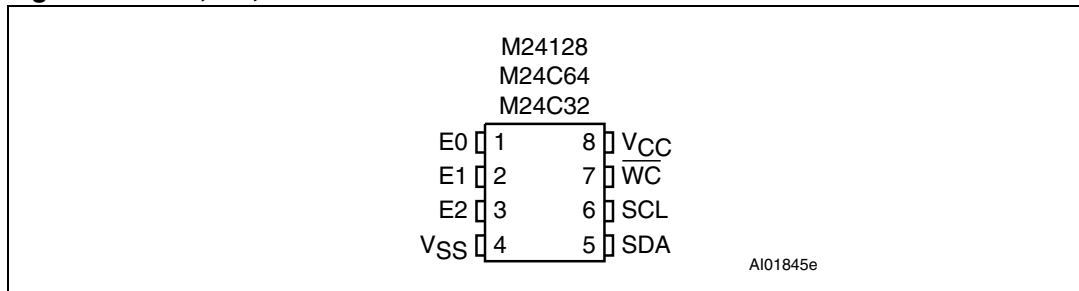 M24128
M24C64
M24C32
E0 1 8 VCC
E1 2 7 WC
E2 3 6 SCL
VSS 4 5 SDA
AI01845e